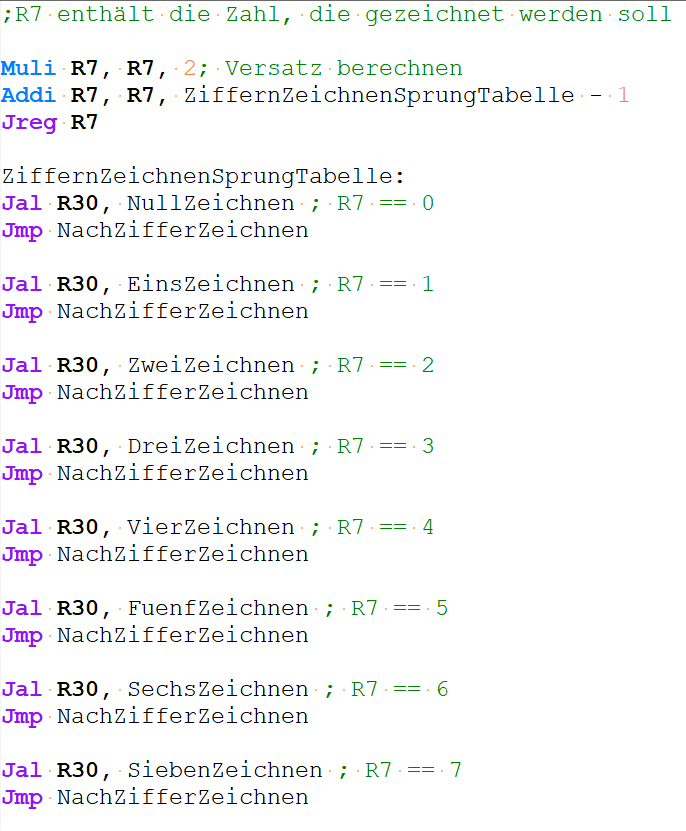 ;R7 enthält die Zahl, die gezeichnet werden soll
Muli R7, R7, 2; Versatz berechnen
Addi R7, R7, ZiffernZeichnenSprungTabelle - 1
Jreg R7
ZiffernZeichnenSprungTabelle:
Jal R30, NullZeichnen ; R7 == 0
Jmp NachZifferZeichnen
Jal R30, EinsZeichnen ; R7 == 1
Jmp NachZifferZeichnen
Jal R30, ZweiZeichnen ; R7 == 2
Jmp NachZifferZeichnen
Jal R30, DreiZeichnen ; R7 == 3
Jmp NachZifferZeichnen
Jal R30, VierZeichnen ; R7 == 4
Jmp NachZifferZeichnen
Jal R30, FuenfZeichnen ; R7 == 5
Jmp NachZifferZeichnen
Jal R30, SechsZeichnen ; R7 == 6
Jmp NachZifferZeichnen
Jal R30, SiebenZeichnen ; R7 == 7
Jmp NachZifferZeichnen